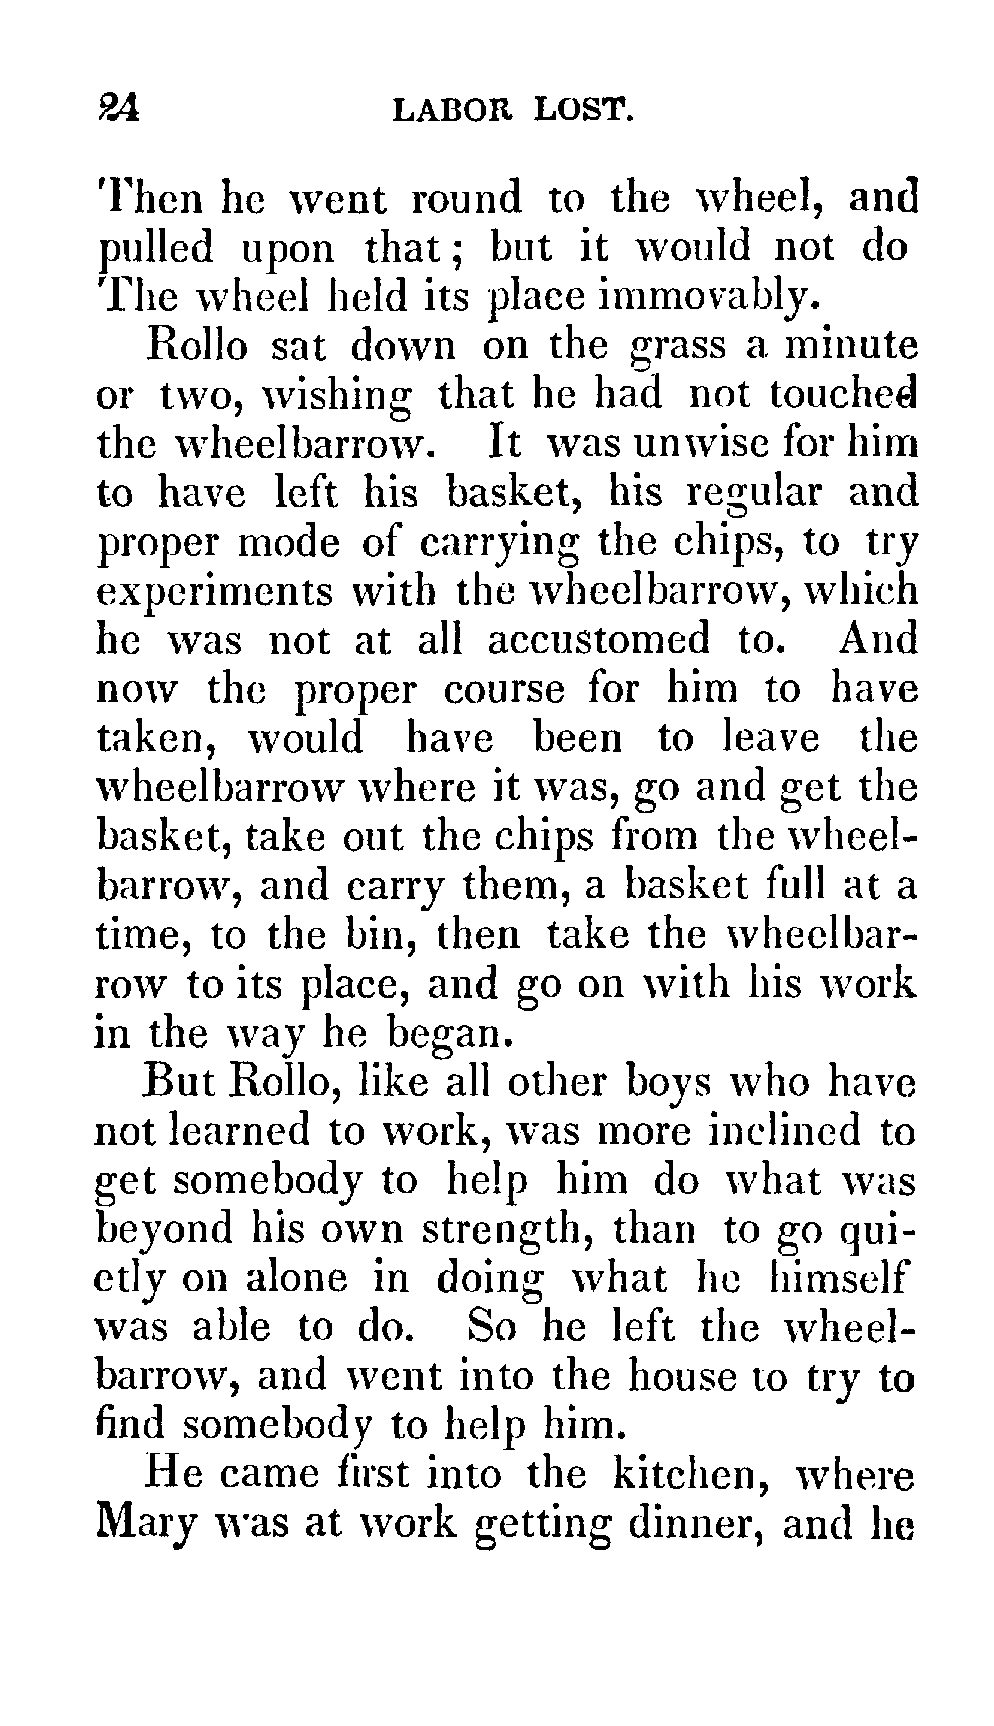 24 LABOR LOST.
Then he went round to the wheel, and
pulled upon that; but it would not do
The wheel held its place immovably.
Rollo sat down on the grass a minute
or two, wishing that he had not touched
the wheelbarrow. It was unwise for him
to have left his basket, his regular and
proper mode of carrying the chips, to try
experiments with the wheelbarrow, which
he was not at all accustomed to. And
now the proper course for him to have
taken, would have been to leave the
wheelbarrow where it was, go and get the
basket, take out the chips from the wheel-
barrow, and carry them, a basket full at a
time, to the bin, then take the wheelbar-
row to its place, and go on with his work
in the way he began.
But Rollo, like all other boys who have
not learned to work, was more inclined to
get somebody to help him do what was
beyond his own strength, than to go qui-
etly on alone in doing what he himself
was able to do. So he left the wheel-
barrow, and went into the house to try to
find somebody to help him.
He came first into the kitchen, where
Mary was at work getting dinner, and he